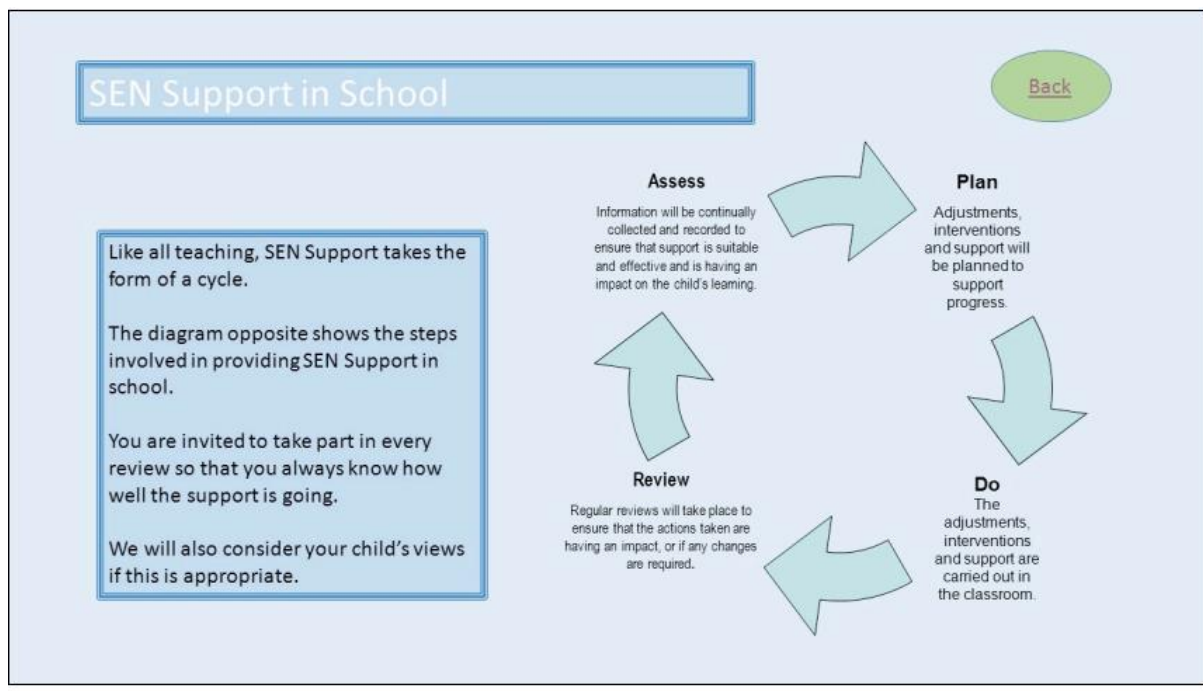 SEN Support in School
Back
Like all teaching, SEN Support takes the
form of a cycle.
The diagram opposite shows the steps
involved in providing SEN Support in
school.
You are invited to take part in every
review so that you always know how
well the support is going.
We will also consider your child's views
if this is appropriate.
Assess
Information will be continually
collected and recorded to
ensure that support is suitable
and effective and is having an
impact on the child's learning.
Plan
Adjustments,
interventions
and support will
be planned to
support
progress.
Do
The
adjustments,
interventions
and support are
carried out in
the classroom.
Review
Regular reviews will take place to
ensure that the actions taken are
having an impact, or if any changes
are required.